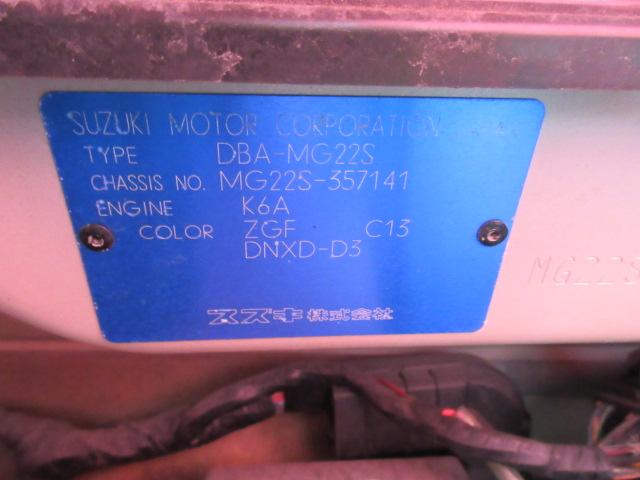 SUZUKI MOTOR CORPORATION
TYPE DBA-MG22S
CHASSIS NO. MG22S-357141
ENGINE K6A
COLOR ZGF C13
DNXD-D3
スズキ株式会社
MG22S